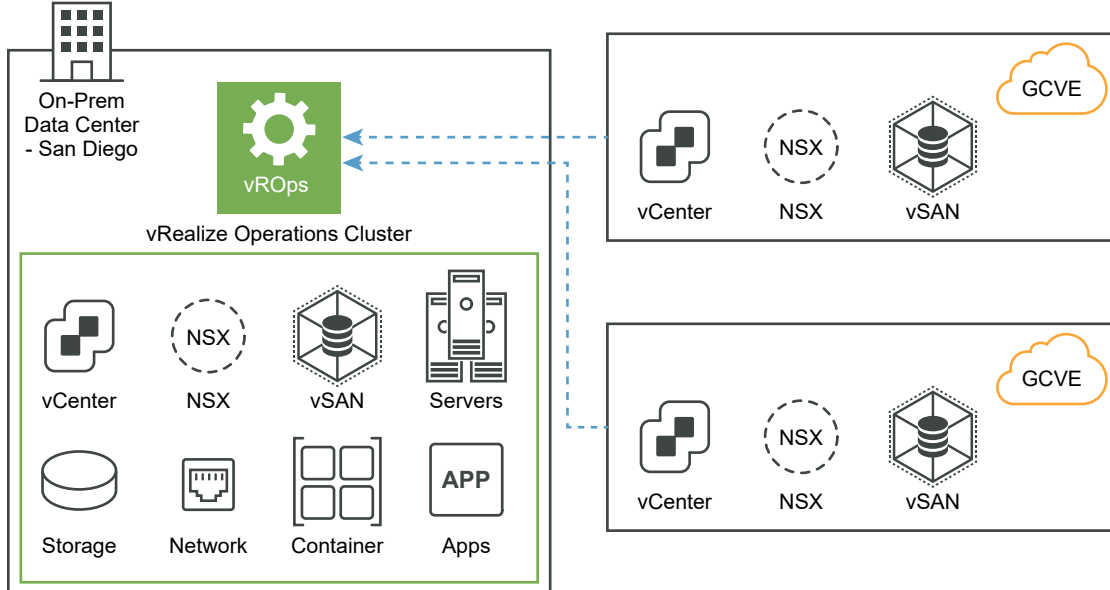 On-Prem
Data Center
- San Diego
vROps
vRealize Operations Cluster
NSX
vCenter
NSX
vSAN
Servers
APP
Storage
Network
Container
Apps
GCVE
NSX
vCenter
NSX
vSAN
GCVE
NSX
vCenter
NSX
vSAN